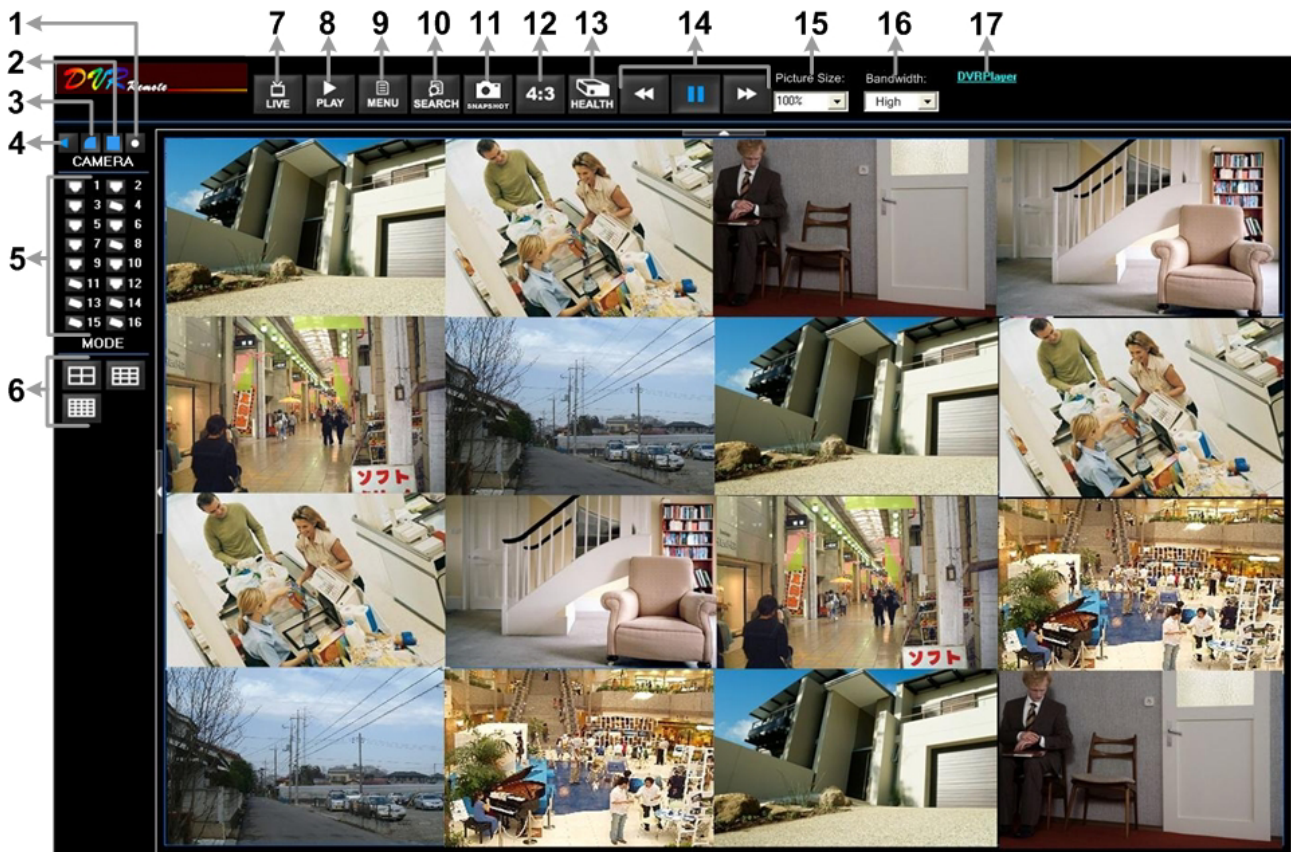 1
7 8 9 10 11 12 13 14 15 16 17
2
3
4
DVR Remote
LIVE PLAY MENU SEARCH SNAPSHOT 4:3 HEALTH
Picture Size: Bandwidth: DVRPlayer
100% High
CAMERA
1 2
3 4
5 6
7 8
9 10
11 12
13 14
15 16
5
MODE
6
ソフト
ソフト